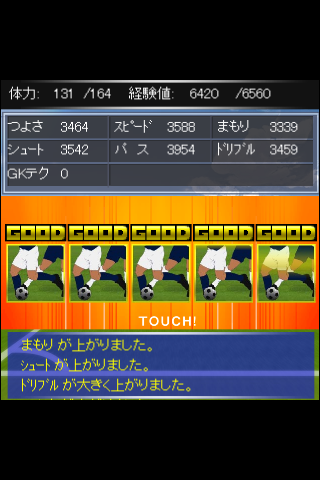 体力: 131 /164 経験値: 6420 /6560
つよさ 3464 ｽﾋﾟｰﾄﾞ 3588 まもり 3339
シュート 3542 パス 3954 ﾄﾞﾘﾌﾞﾙ 3459
GKテク 0
GOOD GOOD GOOD GOOD GOOD
TOUCH!
まもり が上がりました。
ｼｭｰﾄ が上がりました。
ﾄﾞﾘﾌﾞﾙ が大きく上がりました。